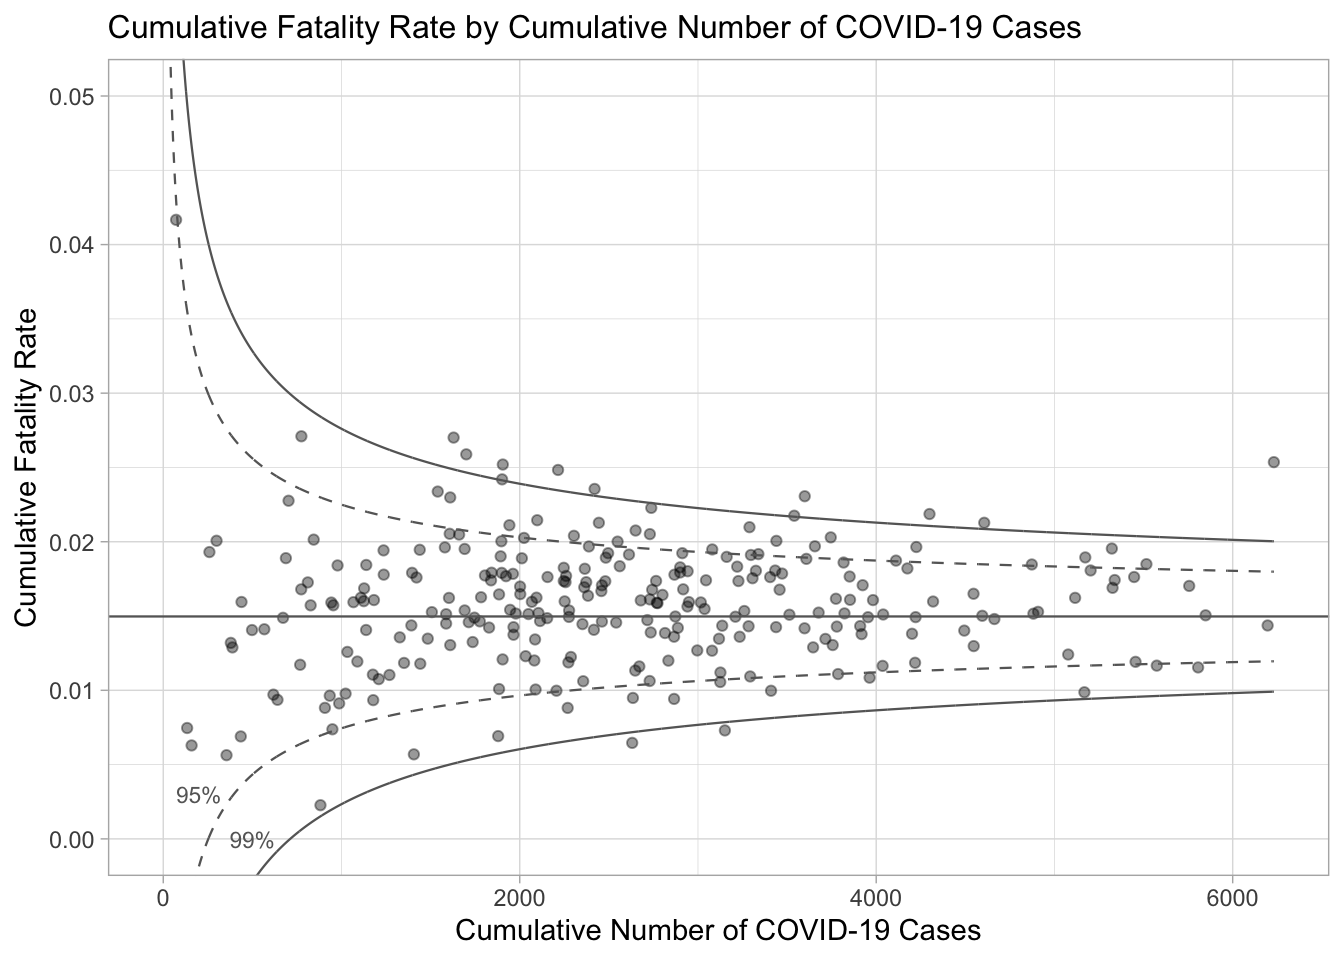 Cumulative Fatality Rate by Cumulative Number of COVID-19 Cases
Cumulative Fatality Rate
0.05
0.04
0.03
0.02
0.01
0.00
95%
99%
0 2000 4000 6000
Cumulative Number of COVID-19 Cases